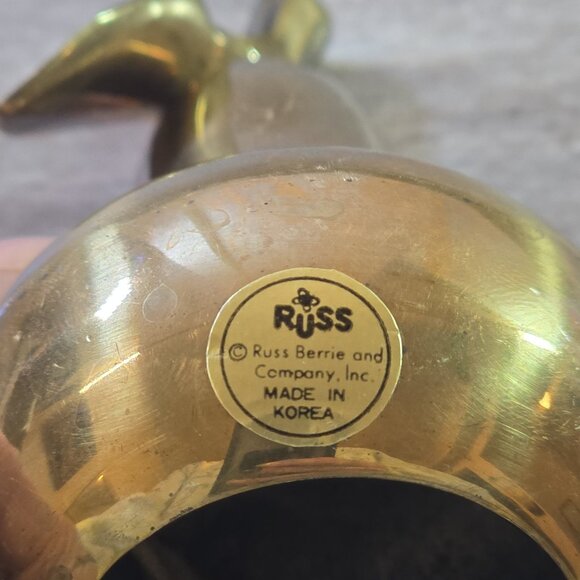 RUSS
© Russ Berrie and
Company, Inc.
MADE IN
KOREA